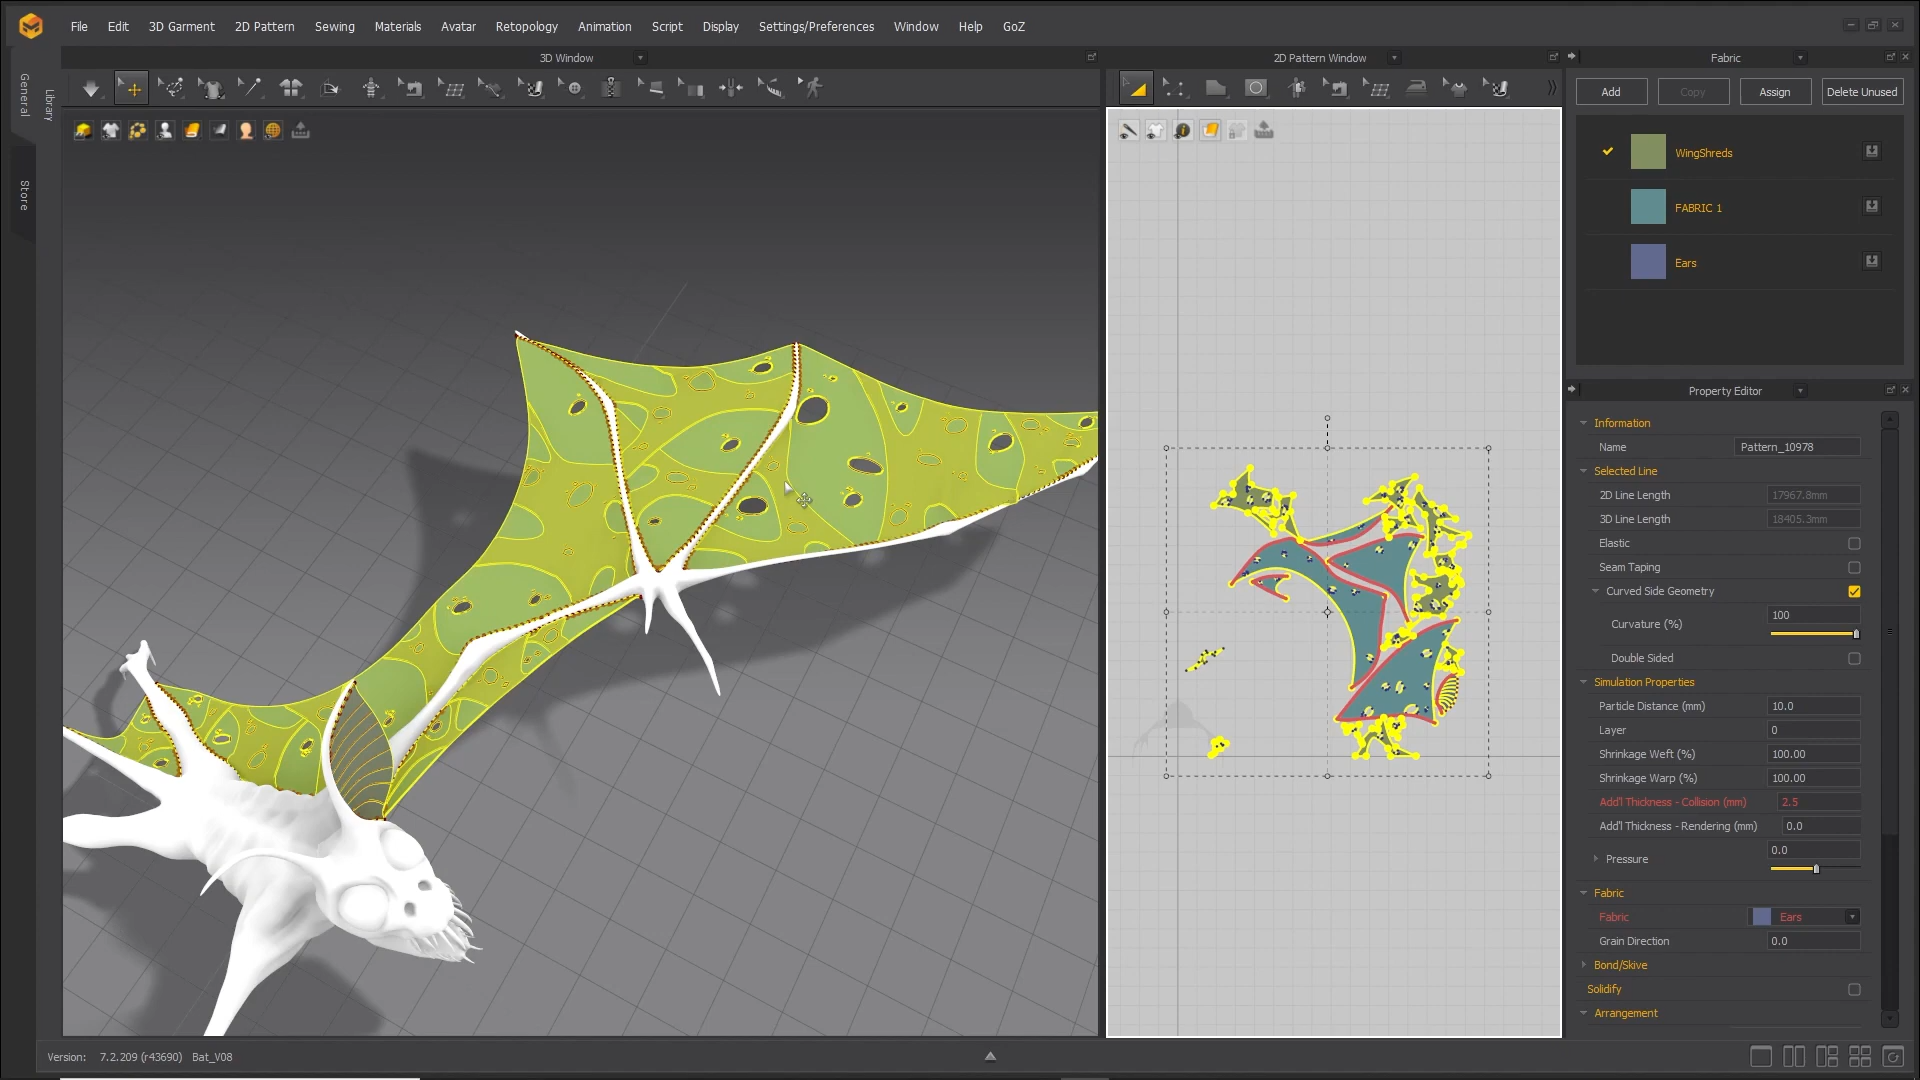 File Edit 3D Garment 2D Pattern Sewing Materials Avatar Retopology Animation Script Display Settings/Preferences Window Help GoZ
3D Window
2D Pattern Window
Fabric
General
Library
Store
Add Copy Assign Delete Unused
WingShreds
FABRIC 1
Ears
Property Editor
Information
Name Pattern_10978
Selected Line
2D Line Length 17967.8mm
3D Line Length 18405.3mm
Elastic
Seam Taping
Curved Side Geometry
Curvature (%) 100
Double Sided
Simulation Properties
Particle Distance (mm) 10.0
Layer 0
Shrinkage Weft (%) 100.00
Shrinkage Warp (%) 100.00
Add'l Thickness - Collision (mm) 2.5
Add'l Thickness - Rendering (mm) 0.0
Pressure 0.0
Fabric
Fabric Ears
Grain Direction 0.0
Bond/Skive
Solidify
Arrangement
Version: 7.2.209 (r43690) Bat_V08